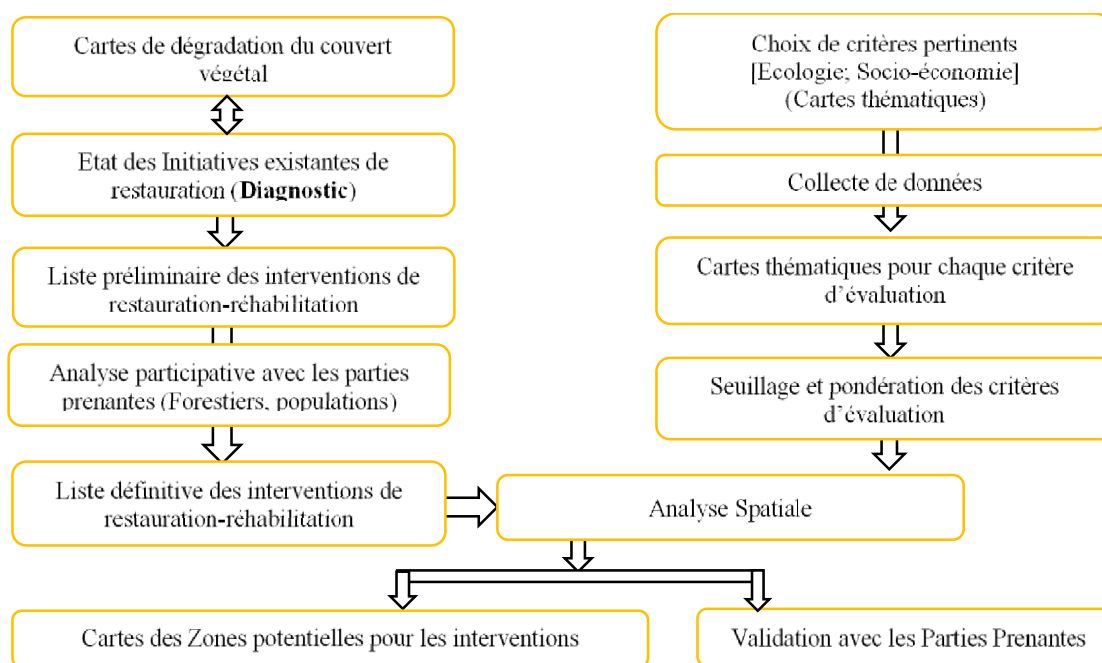 Cartes de dégradation du couvert
végétal
Etat des Initiatives existantes de
restauration (Diagnostic)
Liste préliminaire des interventions de
restauration-réhabilitation
Analyse participative avec les parties
prenantes (Forestiers, populations)
Liste définitive des interventions de
restauration-réhabilitation
Choix de critères pertinents
[Ecologie; Socio-économie]
(Cartes thématiques)
Collecte de données
Cartes thématiques pour chaque critère
d’évaluation
Seuillage et pondération des critères
d’évaluation
Analyse Spatiale
Cartes des Zones potentielles pour les interventions
Validation avec les Parties Prenantes